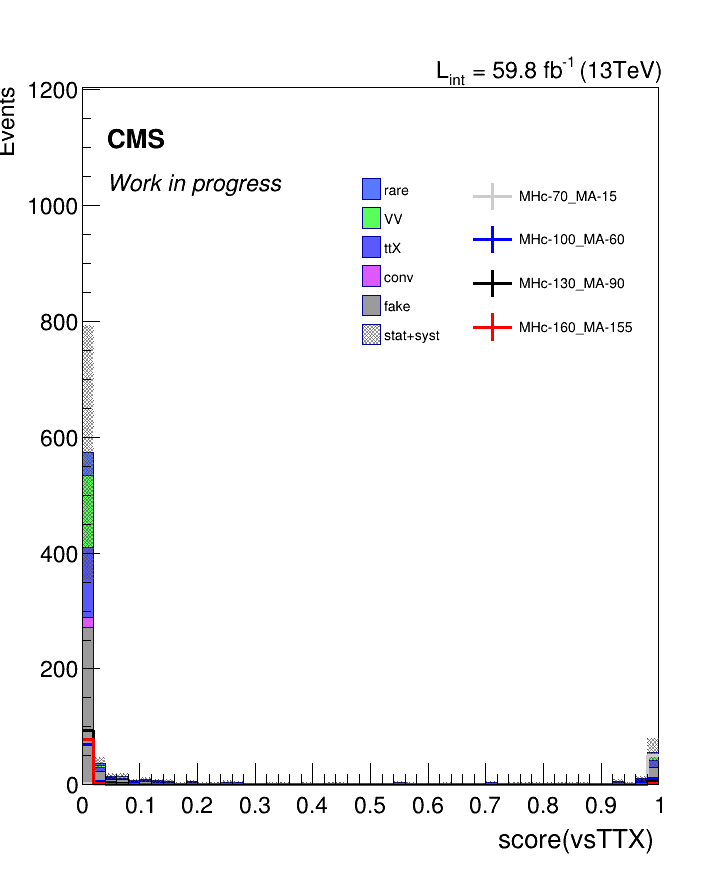 L_int = 59.8 fb^-1 (13TeV)
Events
1200
1000
800
600
400
200
0
CMS
Work in progress
rare
VV
ttX
conv
fake
stat+syst
MHc-70_MA-15
MHc-100_MA-60
MHc-130_MA-90
MHc-160_MA-155
0 0.1 0.2 0.3 0.4 0.5 0.6 0.7 0.8 0.9 1
score(vsTTX)